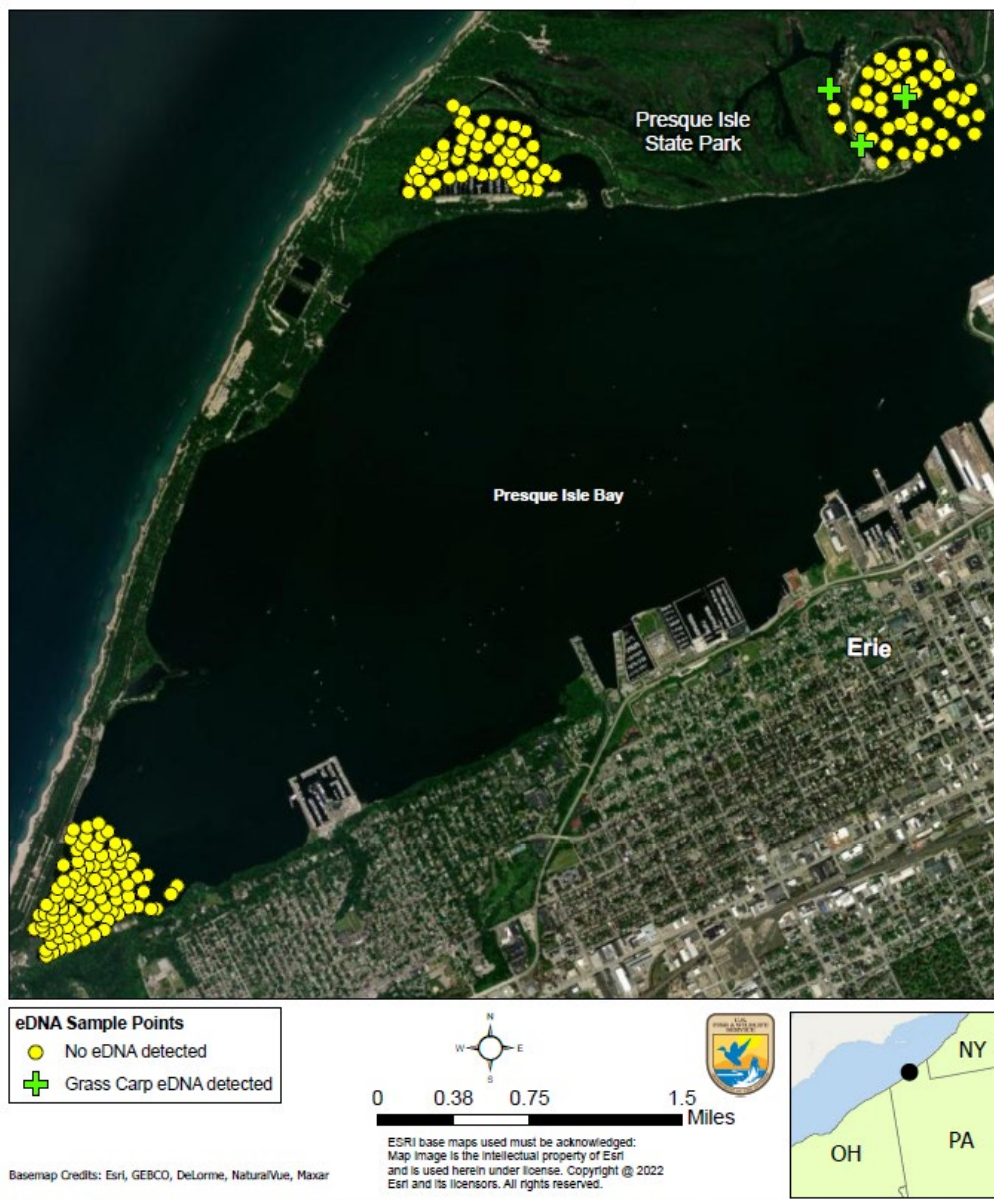 Presque Isle
State Park
Presque Isle Bay
Erie
eDNA Sample Points
No eDNA detected
Grass Carp eDNA detected
N
W
E
S
0 0.38 0.75 1.5
Miles
U.S.
FISH & WILDLIFE
SERVICE
NY
OH
PA
ESRI base maps used must be acknowledged:
Map image is the intellectual property of Esri
and is used herein under license. Copyright @ 2022
Esri and its licensors. All rights reserved.
Basemap Credits: Esri, GEBCO, DeLorme, NaturalVue, Maxar